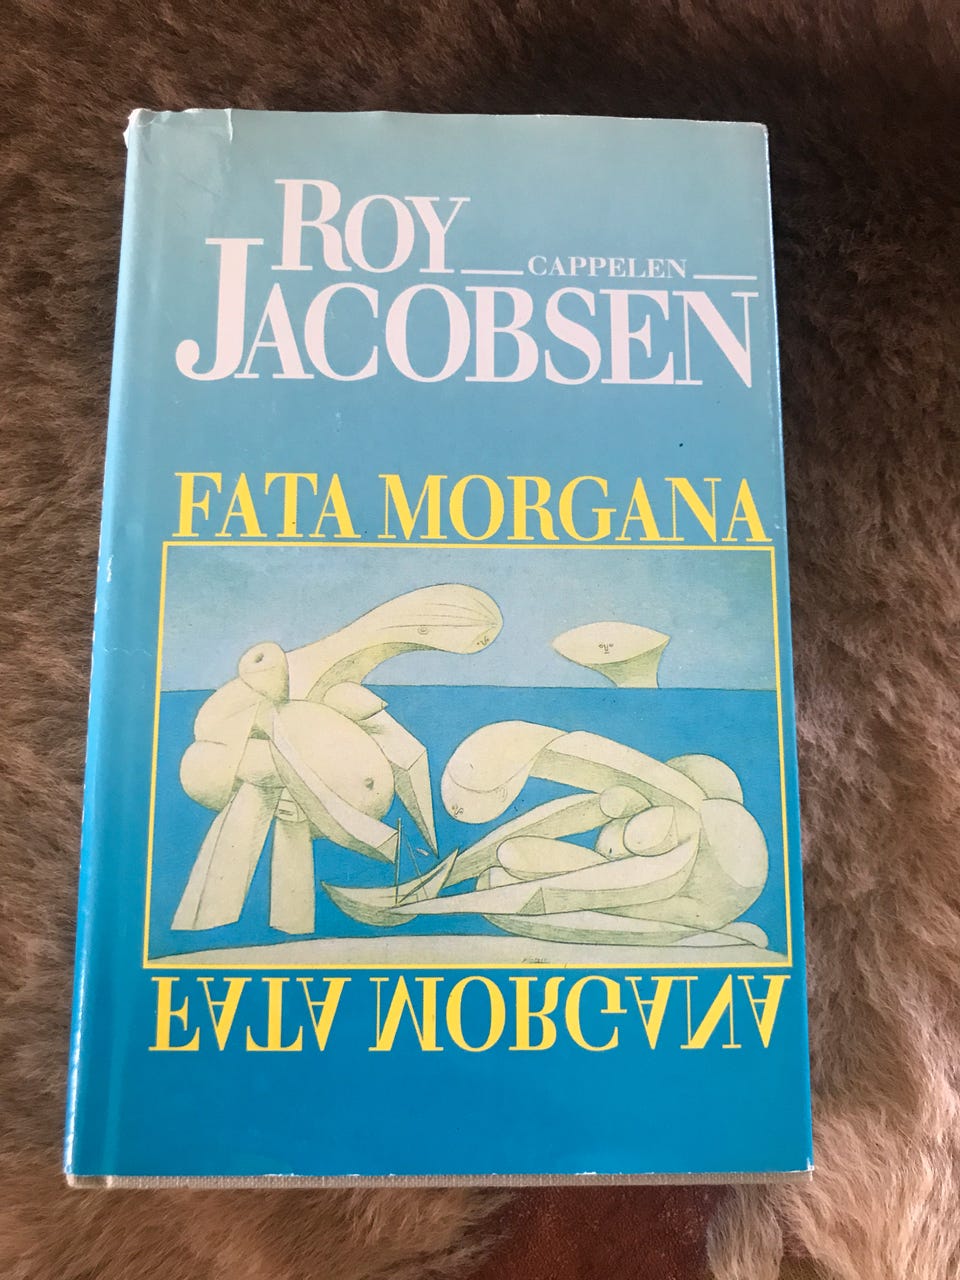 ROY
CAPPELEN
JACOBSEN
FATA MORGANA
FATA MORGANA